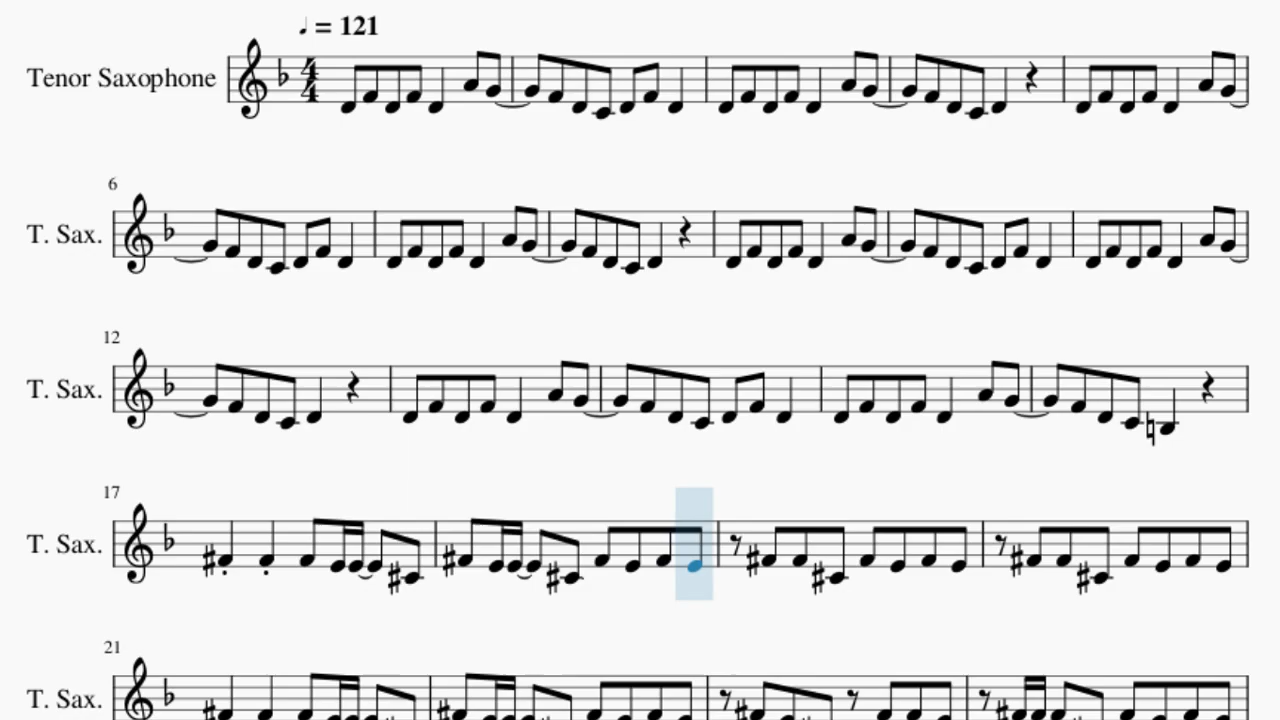 ♩ = 121
Tenor Saxophone
4
4
6
T. Sax.
12
T. Sax.
17
T. Sax.
21
T. Sax.